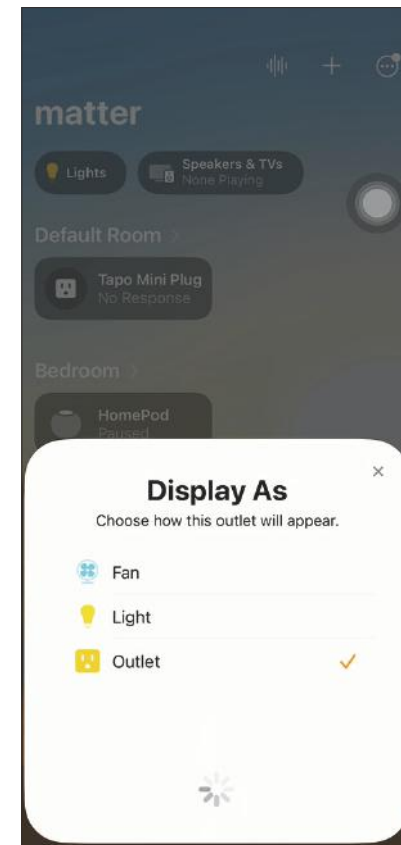 matter
Lights
Speakers & TVs
None Playing
Default Room >
Tapo Mini Plug
No Response
Bedroom >
HomePod
Paused
Display As
Choose how this outlet will appear.
Fan
Light
Outlet